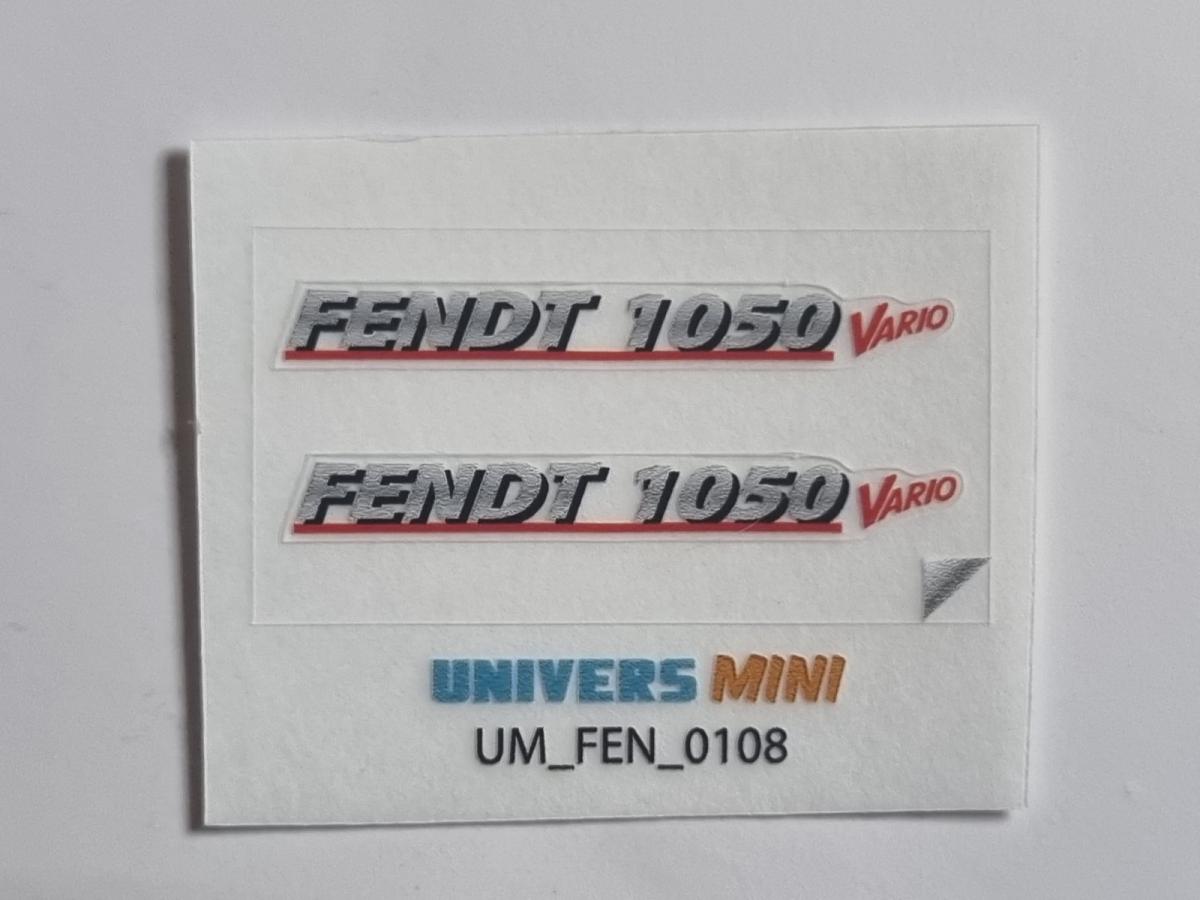 FENDT 1050 VARIO
FENDT 1050 VARIO
UNIVERS MINI
UM_FEN_0108